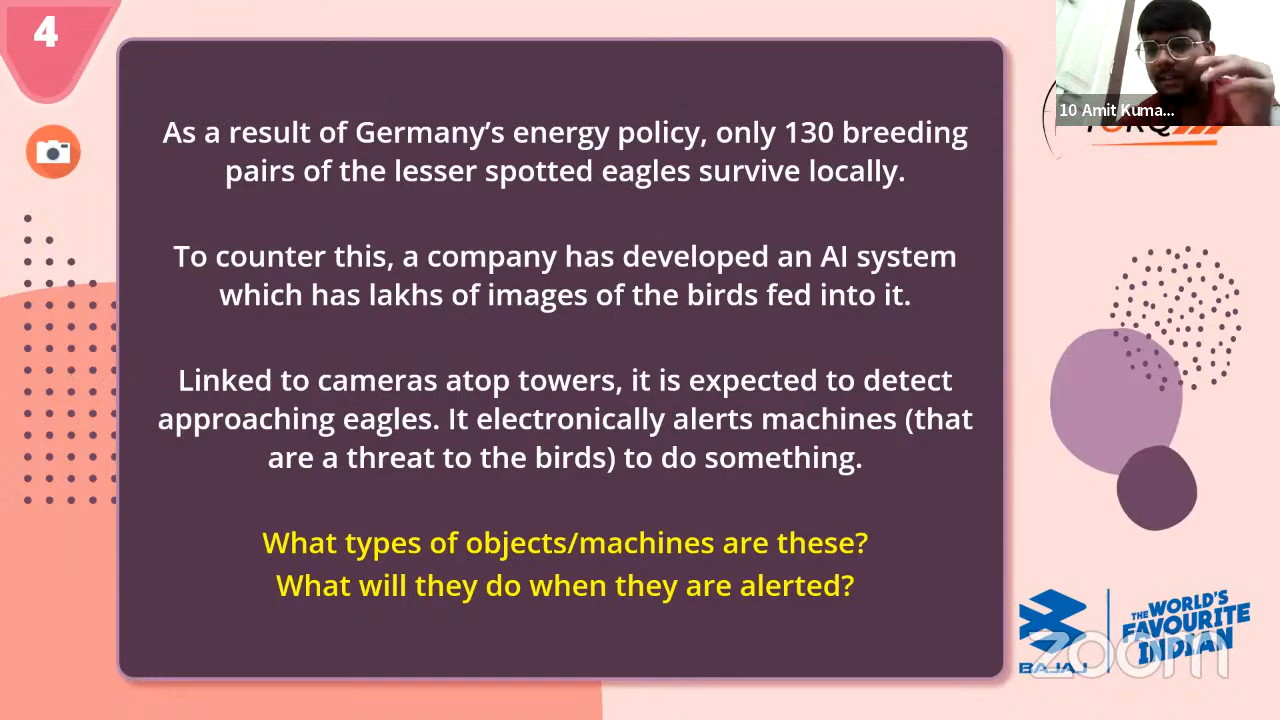 4
As a result of Germany’s energy policy, only 130 breeding
pairs of the lesser spotted eagles survive locally.
To counter this, a company has developed an AI system
which has lakhs of images of the birds fed into it.
Linked to cameras atop towers, it is expected to detect
approaching eagles. It electronically alerts machines (that
are a threat to the birds) to do something.
What types of objects/machines are these?
What will they do when they are alerted?
10 Amit Kuma...
BAJAJ
THE WORLD'S
FAVOURITE
INDIAN
zoom